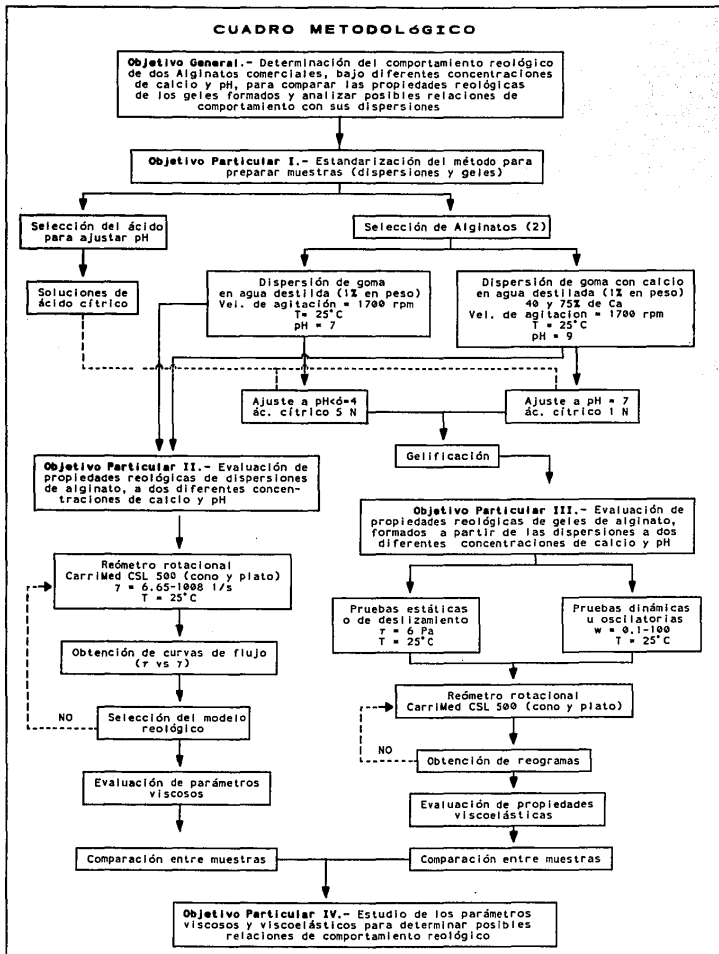 CUADRO METODOLóGICO
Objetivo General.- Determinación del comportamiento reológico
de dos Alginatos comerciales, bajo diferentes concentraciones
de calcio y pH, para comparar las propiedades reológicas
de los geles formados y analizar posibles relaciones de
comportamiento con sus dispersiones
Objetivo Particular I.- Estandarización del método para
preparar muestras (dispersiones y geles)
Selección del ácido
para ajustar pH
Selección de Alginatos (2)
Soluciones de
ácido cítrico
Dispersión de goma
en agua destilda (1% en peso)
Vel. de agitación = 1700 rpm
T= 25°C
pH = 7
Dispersión de goma con calcio
en agua destilada (1% en peso)
40 y 75% de Ca
Vel. de agitacion = 1700 rpm
T = 25°C
pH = 9
Ajuste a pH<ó=4
ác. cítrico 5 N
Ajuste a pH = 7
ác. cítrico 1 N
Gelificación
Objetivo Particular II.- Evaluación de
propiedades reológicas de dispersiones
de alginato, a dos diferentes concen-
traciones de calcio y pH
Objetivo Particular III.- Evaluación de
propiedades reológicas de geles de alginato,
formados a partir de las dispersiones a dos
diferentes concentraciones de calcio y pH
Reómetro rotacional
CarriMed CSL 500 (cono y plato)
γ = 6.65-1008 1/s
T = 25°C
Pruebas estáticas
o de deslizamiento
τ = 6 Pa
T = 25°C
Pruebas dinámicas
u oscilatorias
w = 0.1-100
T = 25°C
Obtención de curvas de flujo
(τ vs γ)
Reómetro rotacional
CarriMed CSL 500 (cono y plato)
NO
Selección del modelo
reológico
NO
Obtención de reogramas
Evaluación de parámetros
viscosos
Evaluación de propiedades
viscoelásticas
Comparación entre muestras
Comparación entre muestras
Objetivo Particular IV.- Estudio de los parámetros
viscosos y viscoelásticos para determinar posibles
relaciones de comportamiento reológico